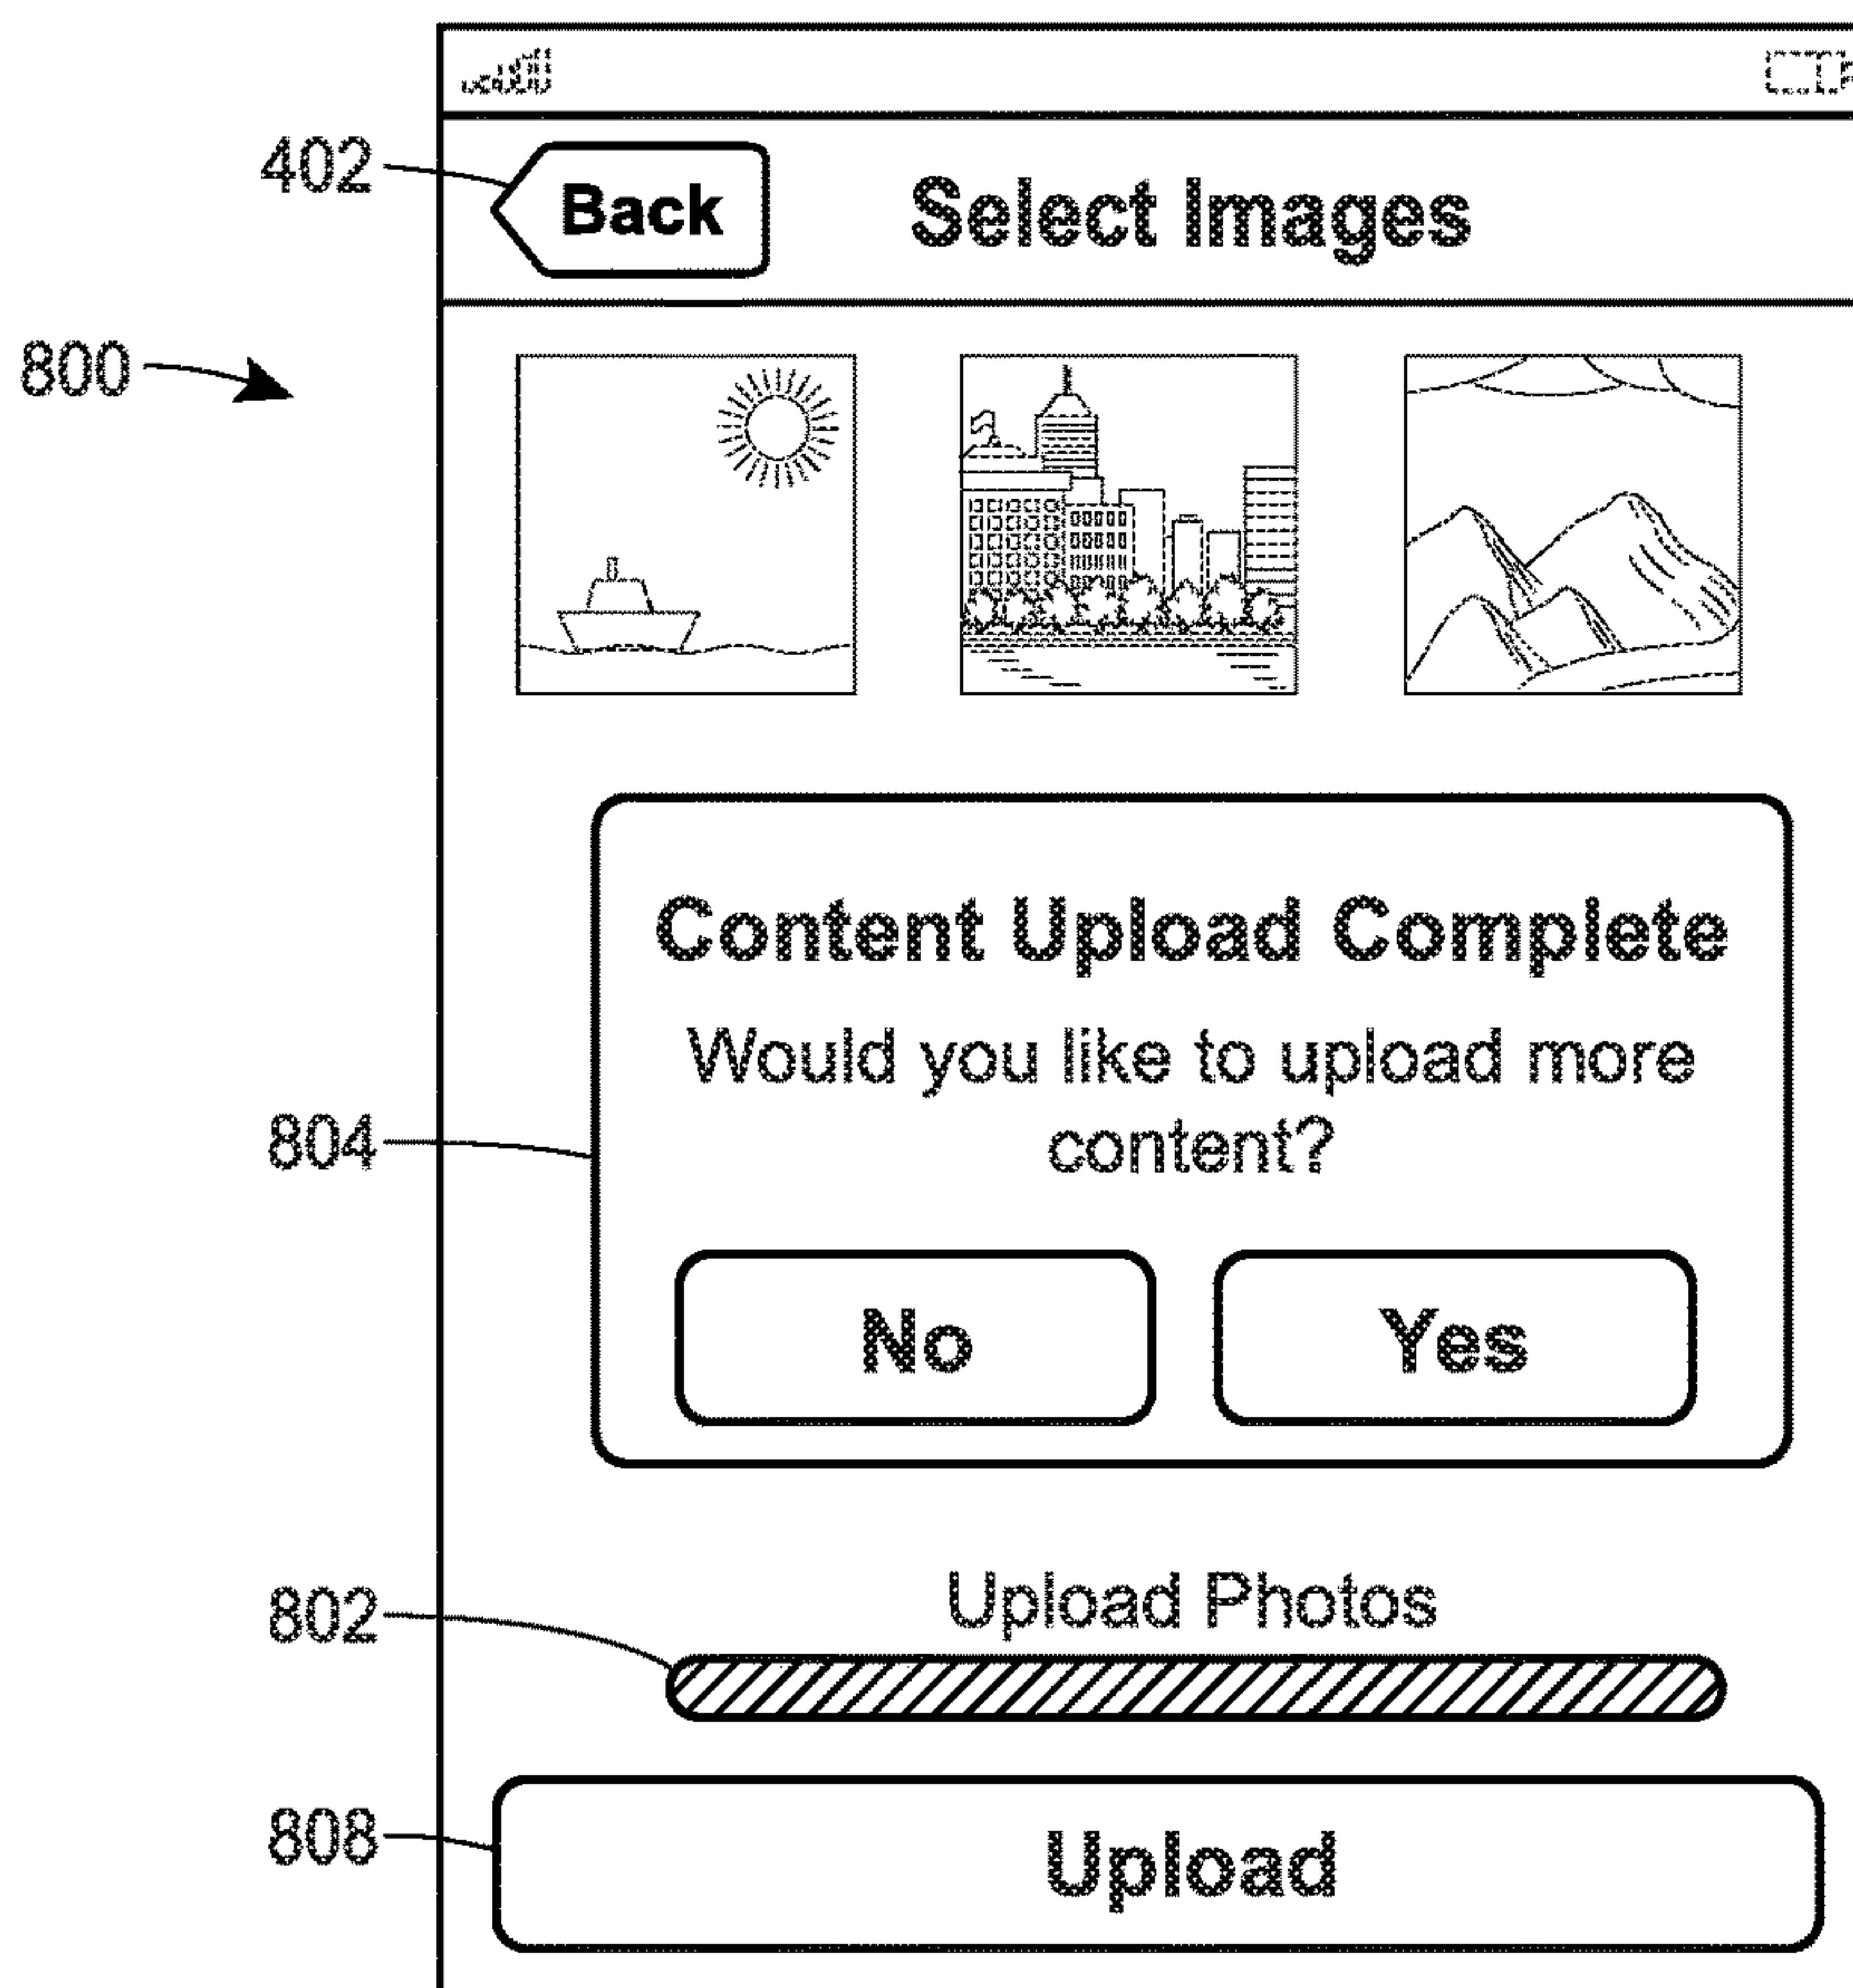 402
Back
Select Images
800
Content Upload Complete
Would you like to upload more
content?
804
No
Yes
Upload Photos
802
808
Upload